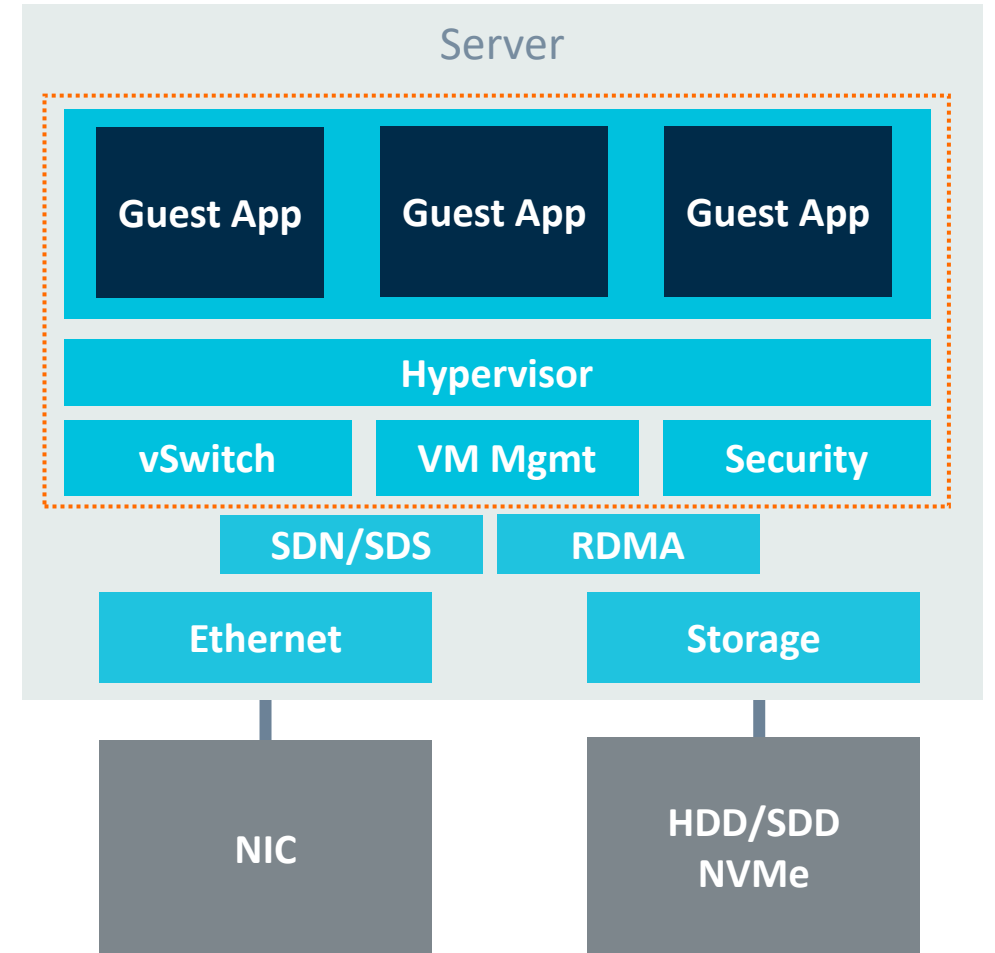 Server
Guest App
Guest App
Guest App
Hypervisor
vSwitch
VM Mgmt
Security
SDN/SDS
RDMA
Ethernet
Storage
NIC
HDD/SDD
NVMe